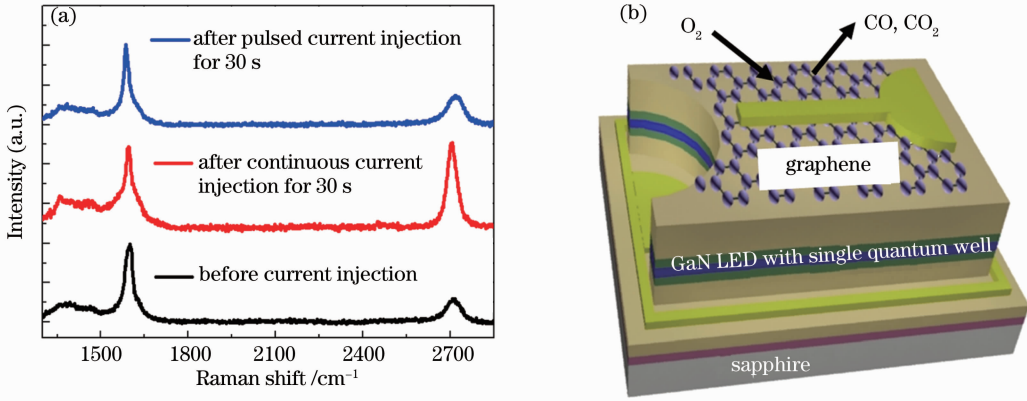 (a)
after pulsed current injection
for 30 s
after continuous current
injection for 30 s
before current injection
Intensity (a.u.)
1500 1800 2100 2400 2700
Raman shift /cm⁻¹
(b)
O₂
CO, CO₂
graphene
GaN LED with single quantum well
sapphire